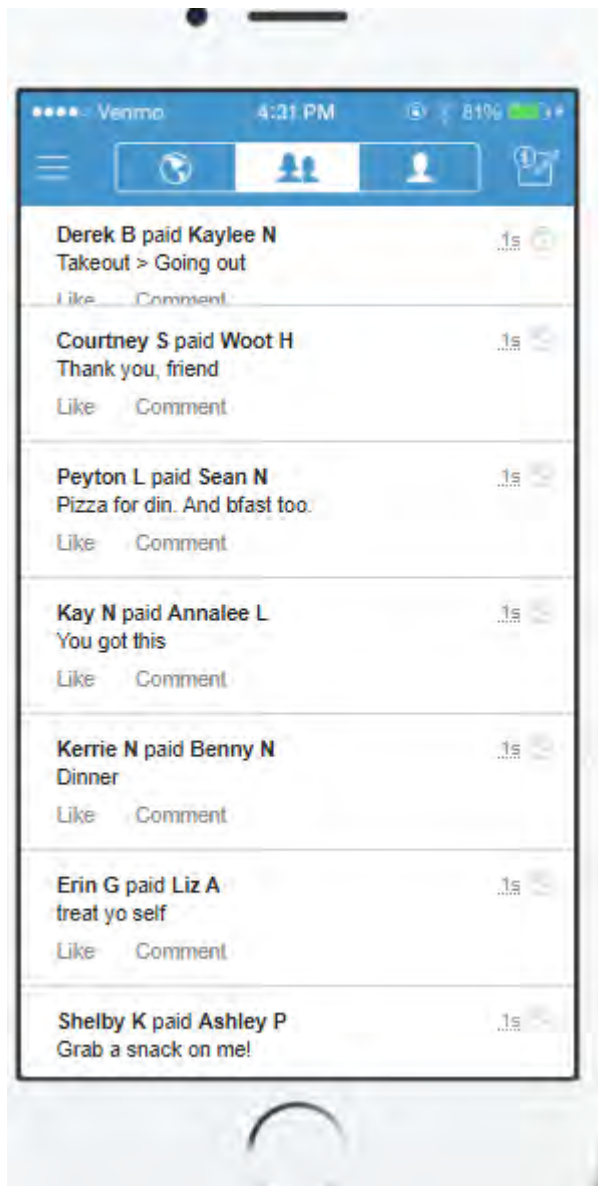 Venmo 4:31 PM 81%
Derek B paid Kaylee N 1s
Takeout > Going out
Like Comment
Courtney S paid Woot H 1s
Thank you, friend
Like Comment
Peyton L paid Sean N 1s
Pizza for din. And bfast too.
Like Comment
Kay N paid Annalee L 1s
You got this
Like Comment
Kerrie N paid Benny N 1s
Dinner
Like Comment
Erin G paid Liz A 1s
treat yo self
Like Comment
Shelby K paid Ashley P 1s
Grab a snack on me!